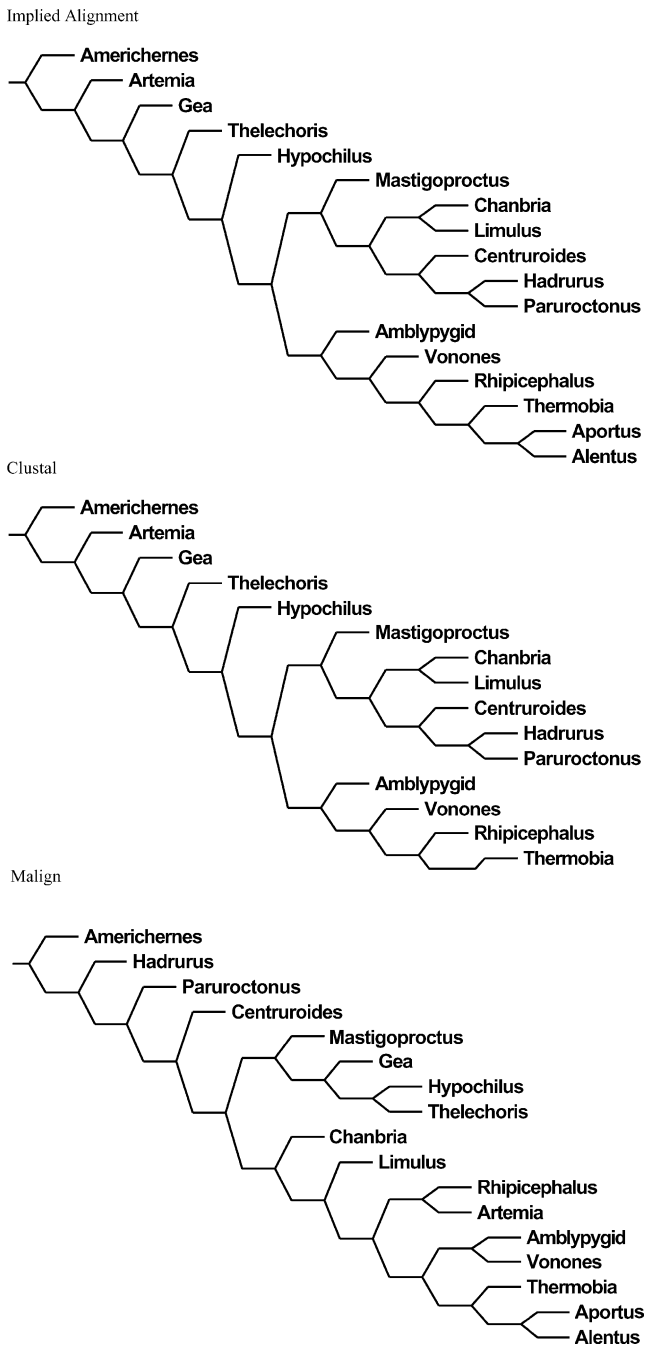 Implied Alignment
Americhernes
Artemia
Gea
Thelechoris
Hypochilus
Mastigoproctus
Chanbria
Limulus
Centruroides
Hadrurus
Paruroctonus
Amblypygid
Vonones
Rhipicephalus
Thermobia
Aportus
Alentus
Clustal
Americhernes
Artemia
Gea
Thelechoris
Hypochilus
Mastigoproctus
Chanbria
Limulus
Centruroides
Hadrurus
Paruroctonus
Amblypygid
Vonones
Rhipicephalus
Thermobia
Malign
Americhernes
Hadrurus
Paruroctonus
Centruroides
Mastigoproctus
Gea
Hypochilus
Thelechoris
Chanbria
Limulus
Rhipicephalus
Artemia
Amblypygid
Vonones
Thermobia
Aportus
Alentus